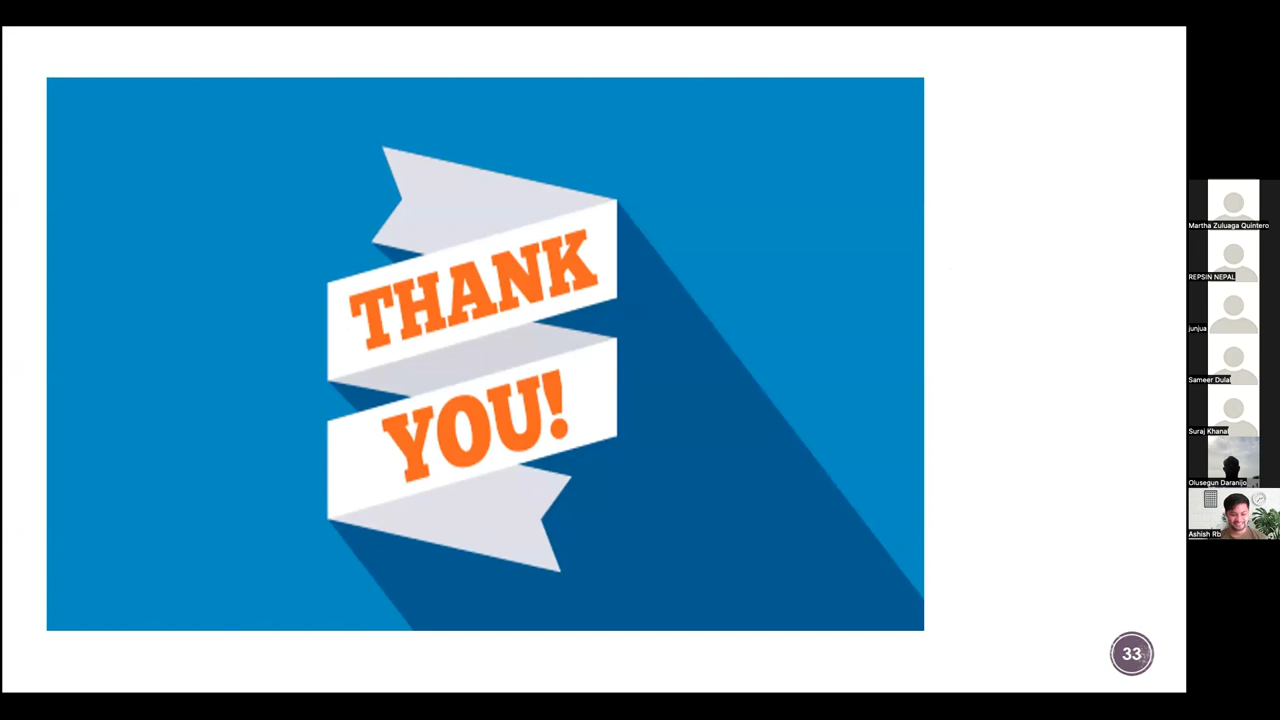 THANK
YOU!
Martha Zuluaga Quintero
REPSIN NEPAL
junjua
Sameer Dulal
Suraj Khanal
Olusegun Daranijo
Ashish Rb
33